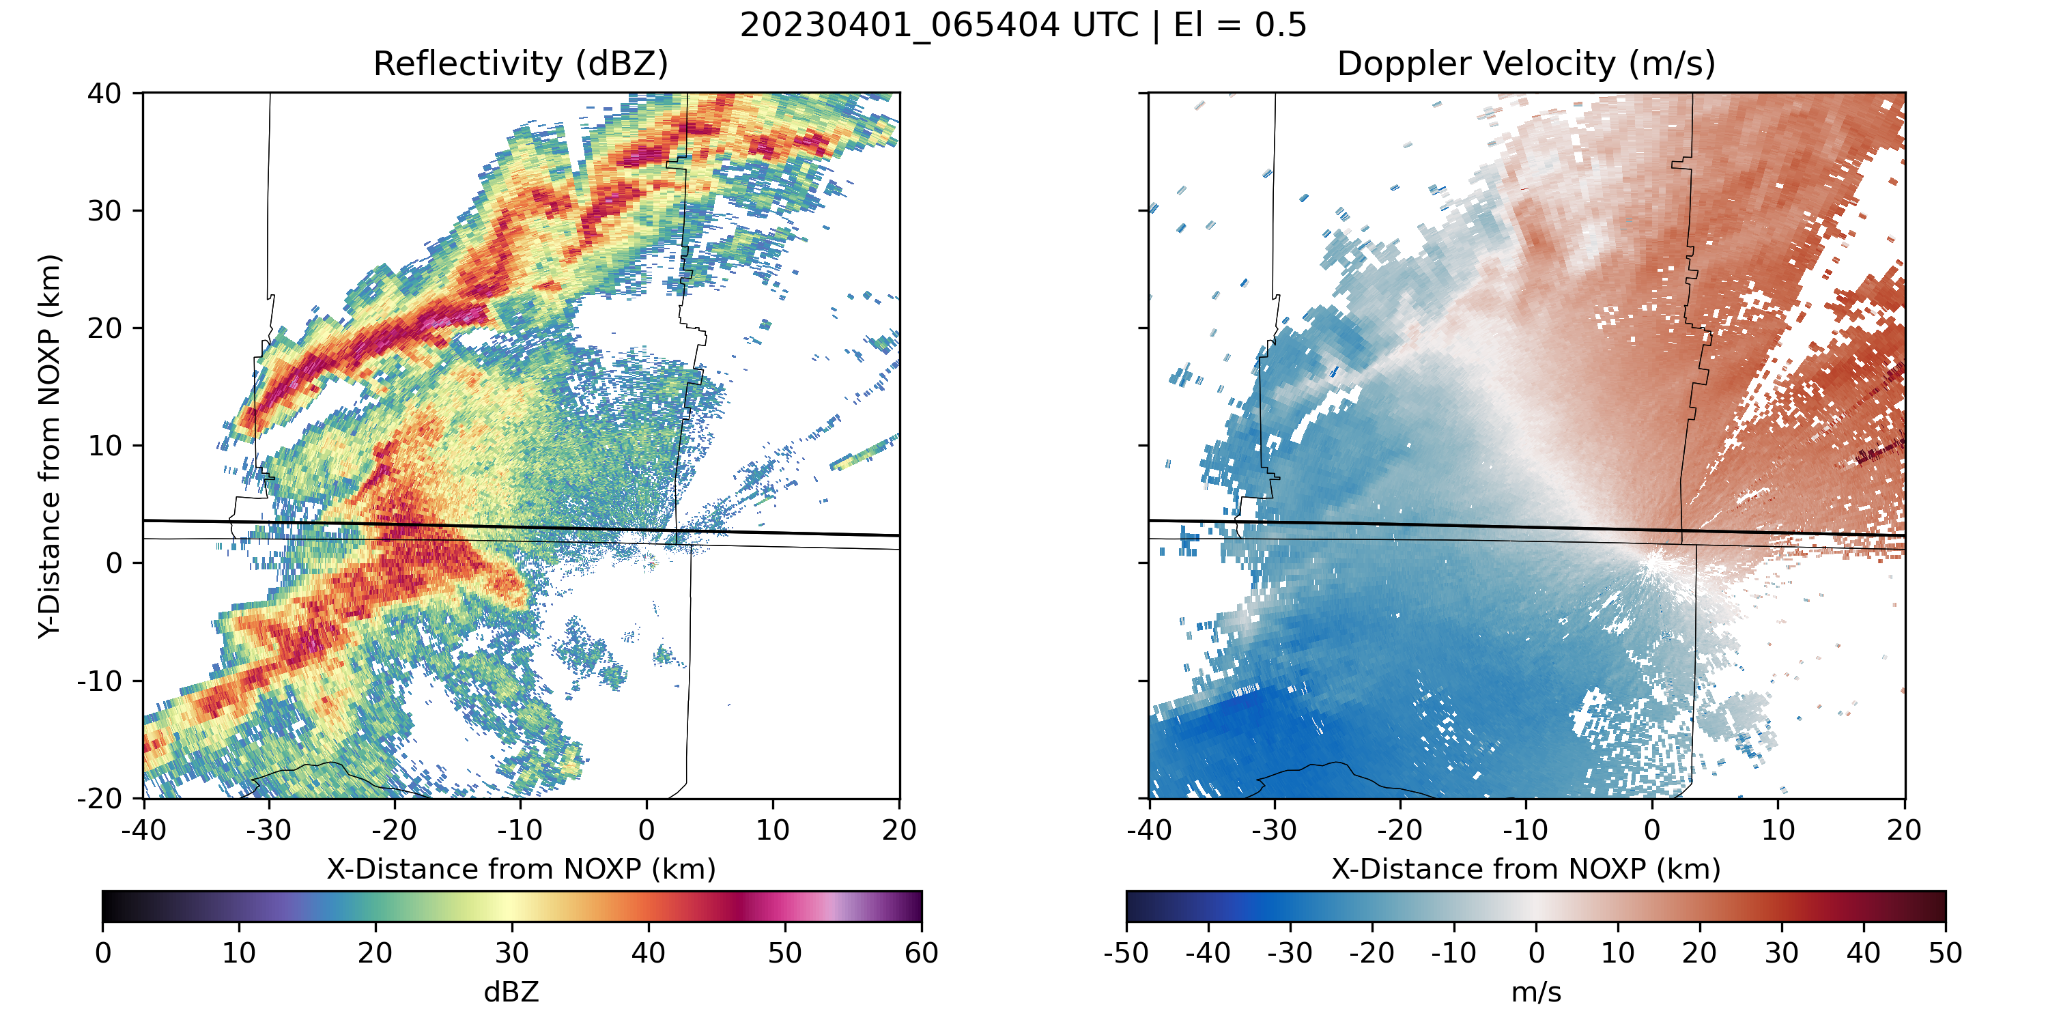 20230401_065404 UTC | El = 0.5
Reflectivity (dBZ)
Doppler Velocity (m/s)
40
30
20
10
0
-10
-20
Y-Distance from NOXP (km)
-40 -30 -20 -10 0 10 20
-40 -30 -20 -10 0 10 20
X-Distance from NOXP (km)
X-Distance from NOXP (km)
0 10 20 30 40 50 60
-50 -40 -30 -20 -10 0 10 20 30 40 50
dBZ
m/s